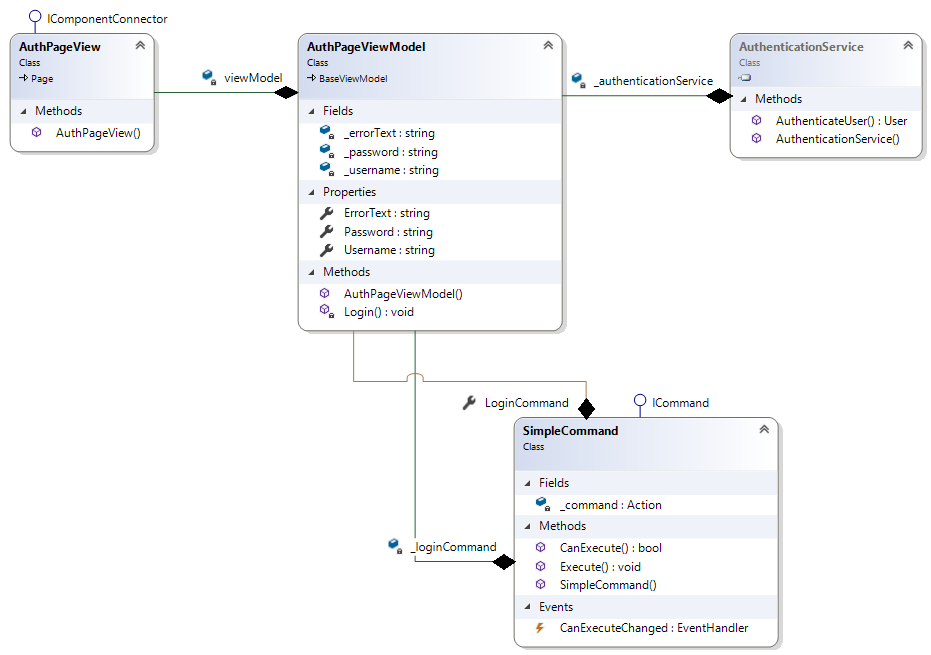 IComponentConnector
AuthPageView
Class
Page
Methods
AuthPageView()
viewModel
AuthPageViewModel
Class
BaseViewModel
Fields
_errorText : string
_password : string
_username : string
Properties
ErrorText : string
Password : string
Username : string
Methods
AuthPageViewModel()
Login() : void
_authenticationService
AuthenticationService
Class
Methods
AuthenticateUser() : User
AuthenticationService()
LoginCommand
ICommand
SimpleCommand
Class
Fields
_command : Action
Methods
CanExecute() : bool
Execute() : void
SimpleCommand()
Events
CanExecuteChanged : EventHandler
_loginCommand